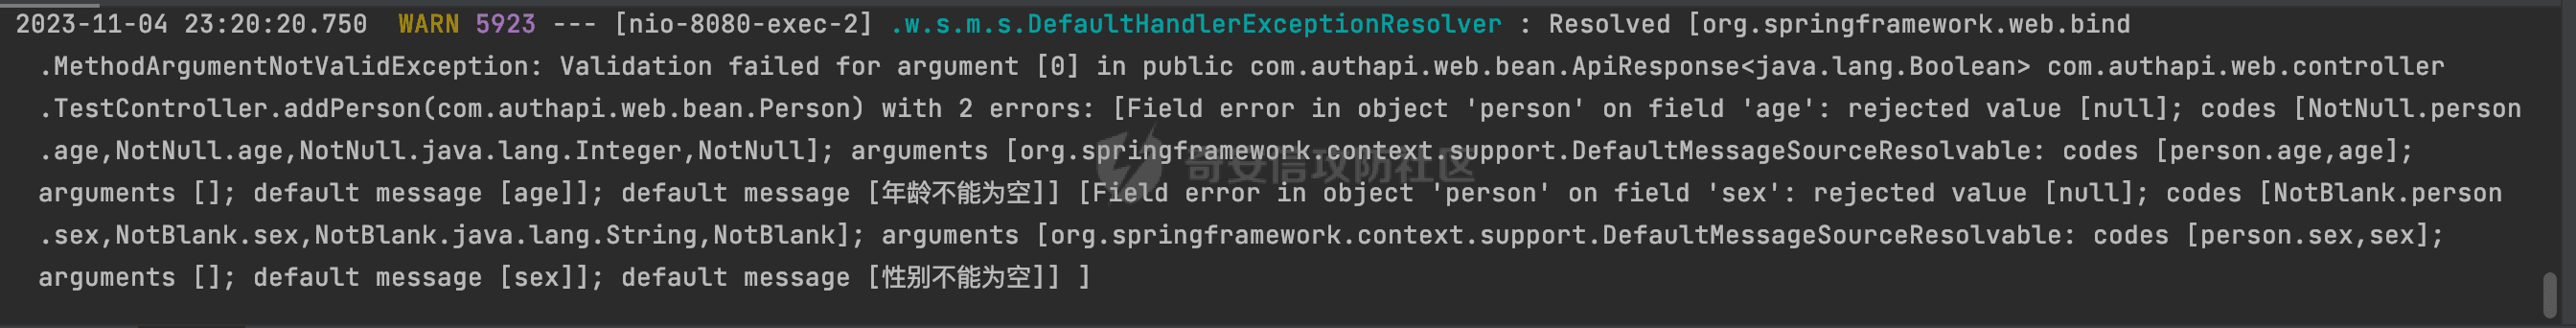 2023-11-04 23:20:20.750  WARN 5923 --- [nio-8080-exec-2] .w.s.m.s.DefaultHandlerExceptionResolver : Resolved [org.springframework.web.bind
.MethodArgumentNotValidException: Validation failed for argument [0] in public com.authapi.web.bean.ApiResponse<java.lang.Boolean> com.authapi.web.controller
.TestController.addPerson(com.authapi.web.bean.Person) with 2 errors: [Field error in object 'person' on field 'age': rejected value [null]; codes [NotNull.person
.age,NotNull.age,NotNull.java.lang.Integer,NotNull]; arguments [org.springframework.context.support.DefaultMessageSourceResolvable: codes [person.age,age];
arguments []; default message [age]]; default message [年龄不能为空]] [Field error in object 'person' on field 'sex': rejected value [null]; codes [NotBlank.person
.sex,NotBlank.sex,NotBlank.java.lang.String,NotBlank]; arguments [org.springframework.context.support.DefaultMessageSourceResolvable: codes [person.sex,sex];
arguments []; default message [sex]]; default message [性别不能为空]] ]
奇安信攻防社区